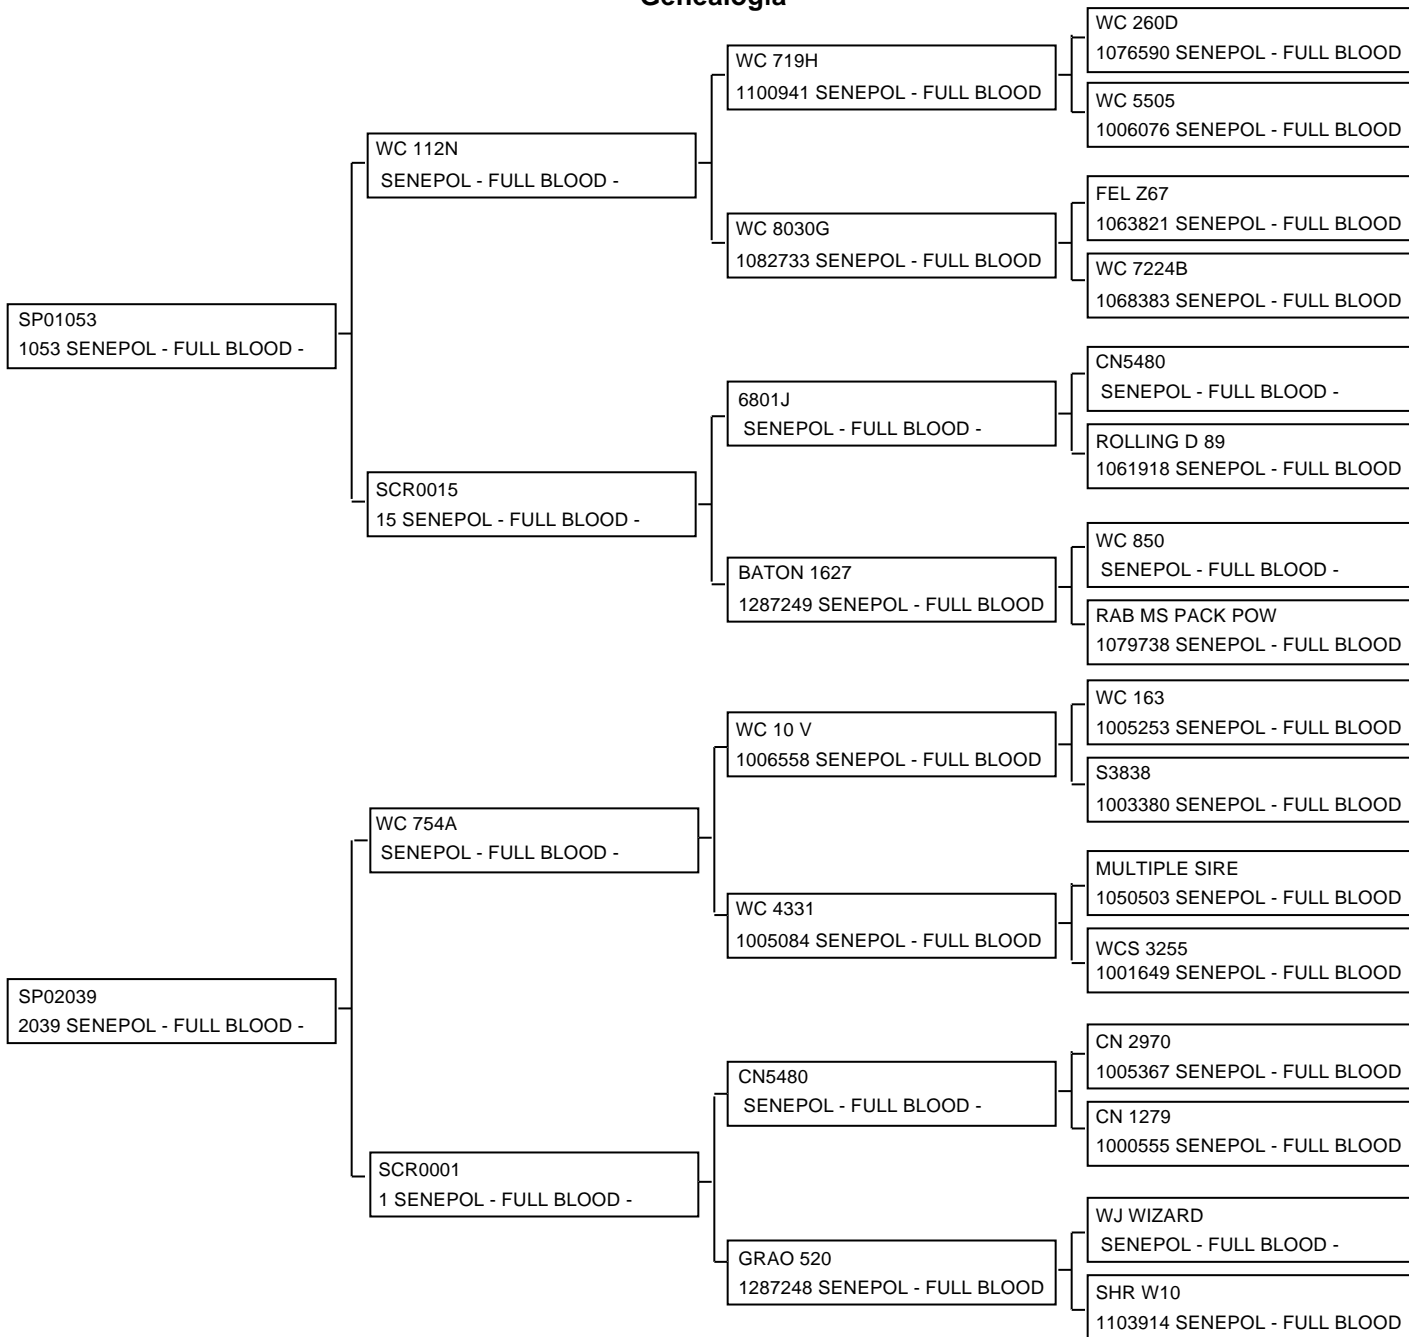 Genealogia
WC 260D
1076590 SENEPOL - FULL BLOOD
WC 719H
1100941 SENEPOL - FULL BLOOD
WC 5505
1006076 SENEPOL - FULL BLOOD
WC 112N
SENEPOL - FULL BLOOD -
FEL Z67
1063821 SENEPOL - FULL BLOOD
WC 8030G
1082733 SENEPOL - FULL BLOOD
WC 7224B
1068383 SENEPOL - FULL BLOOD
SP01053
1053 SENEPOL - FULL BLOOD -
CN5480
SENEPOL - FULL BLOOD -
6801J
SENEPOL - FULL BLOOD -
ROLLING D 89
1061918 SENEPOL - FULL BLOOD
SCR0015
15 SENEPOL - FULL BLOOD -
WC 850
SENEPOL - FULL BLOOD -
BATON 1627
1287249 SENEPOL - FULL BLOOD
RAB MS PACK POW
1079738 SENEPOL - FULL BLOOD
WC 163
1005253 SENEPOL - FULL BLOOD
WC 10 V
1006558 SENEPOL - FULL BLOOD
S3838
1003380 SENEPOL - FULL BLOOD
WC 754A
SENEPOL - FULL BLOOD -
MULTIPLE SIRE
1050503 SENEPOL - FULL BLOOD
WC 4331
1005084 SENEPOL - FULL BLOOD
WCS 3255
1001649 SENEPOL - FULL BLOOD
SP02039
2039 SENEPOL - FULL BLOOD -
CN 2970
1005367 SENEPOL - FULL BLOOD
CN5480
SENEPOL - FULL BLOOD -
CN 1279
1000555 SENEPOL - FULL BLOOD
SCR0001
1 SENEPOL - FULL BLOOD -
WJ WIZARD
SENEPOL - FULL BLOOD -
GRAO 520
1287248 SENEPOL - FULL BLOOD
SHR W10
1103914 SENEPOL - FULL BLOOD